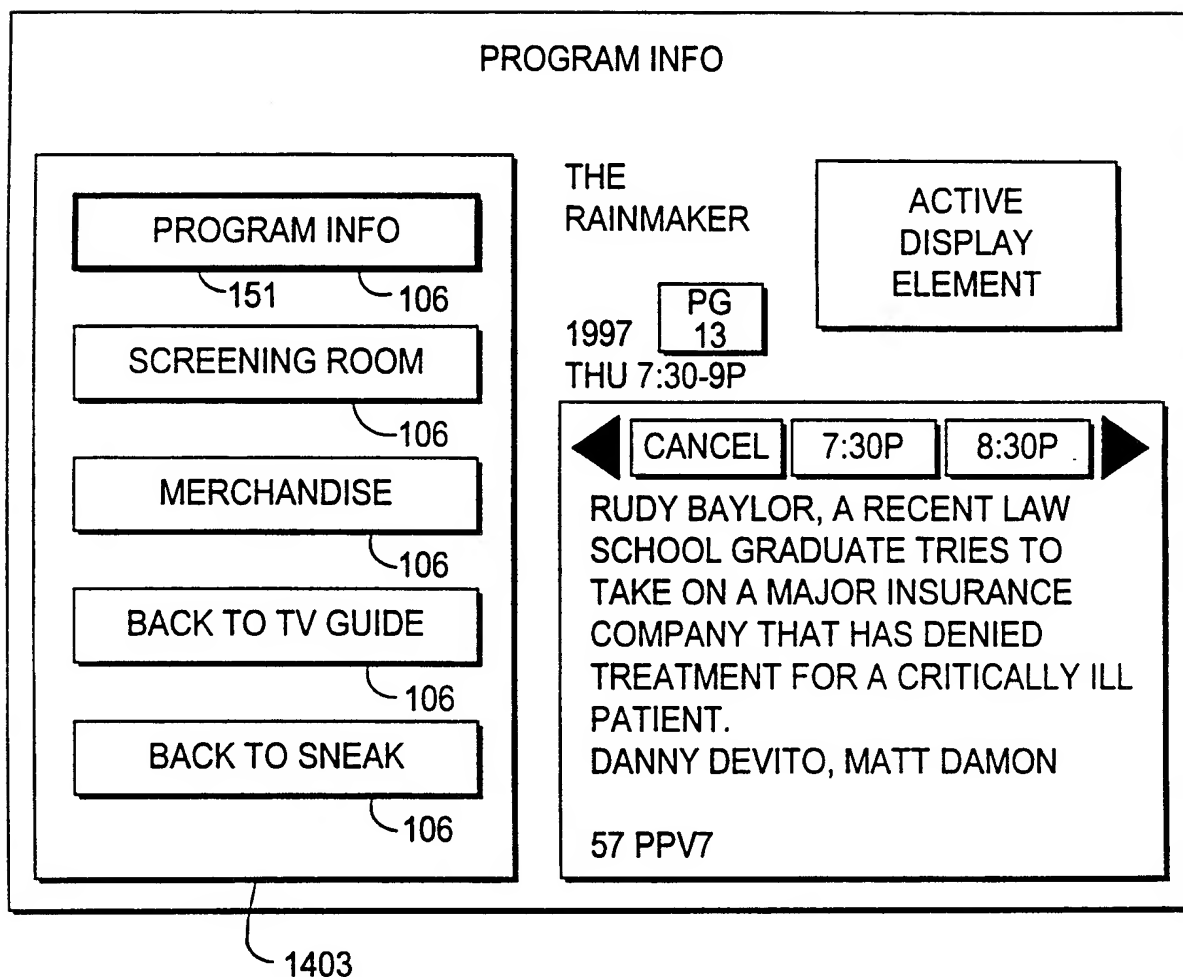 PROGRAM INFO
PROGRAM INFO
151
106
SCREENING ROOM
106
MERCHANDISE
106
BACK TO TV GUIDE
106
BACK TO SNEAK
106
1403
THE
RAINMAKER
1997
PG
13
THU 7:30-9P
ACTIVE
DISPLAY
ELEMENT
CANCEL
7:30P
8:30P
RUDY BAYLOR, A RECENT LAW
SCHOOL GRADUATE TRIES TO
TAKE ON A MAJOR INSURANCE
COMPANY THAT HAS DENIED
TREATMENT FOR A CRITICALLY ILL
PATIENT.
DANNY DEVITO, MATT DAMON
57 PPV7